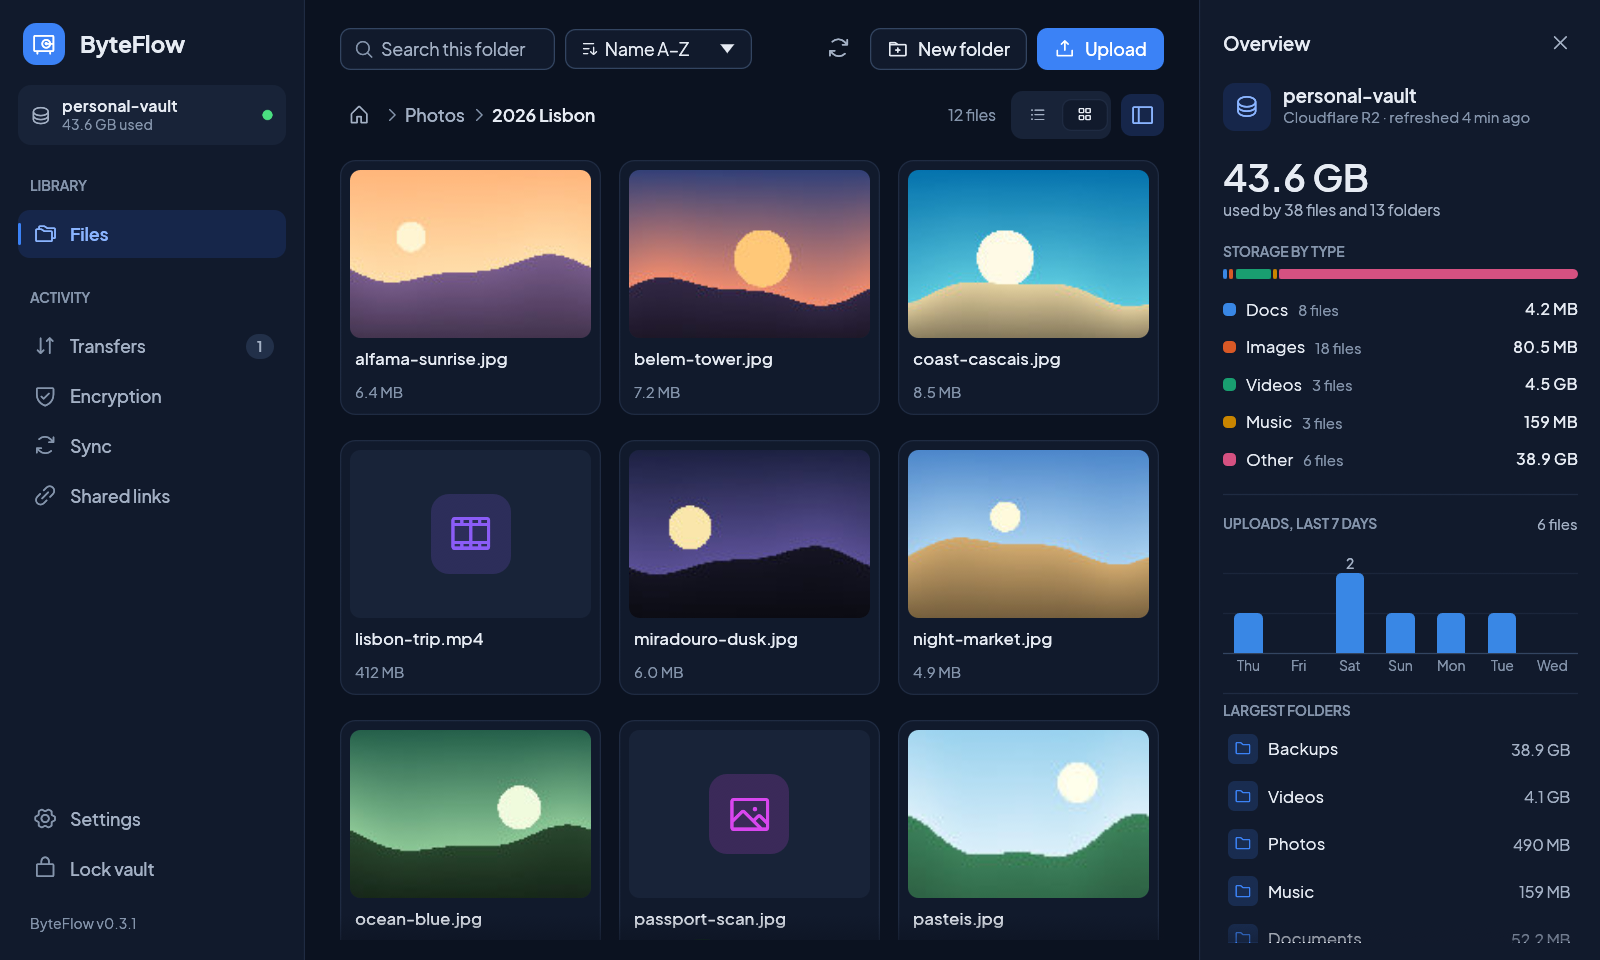 ByteFlow
personal-vault
43.6 GB used
LIBRARY
Files
ACTIVITY
Transfers 1
Encryption
Sync
Shared links
Settings
Lock vault
ByteFlow v0.3.1
Search this folder
Name A–Z
New folder
Upload
Photos
2026 Lisbon
12 files
alfama-sunrise.jpg
6.4 MB
belem-tower.jpg
7.2 MB
coast-cascais.jpg
8.5 MB
lisbon-trip.mp4
412 MB
miradouro-dusk.jpg
6.0 MB
night-market.jpg
4.9 MB
ocean-blue.jpg
passport-scan.jpg
pasteis.jpg
Overview
personal-vault
Cloudflare R2 · refreshed 4 min ago
43.6 GB
used by 38 files and 13 folders
STORAGE BY TYPE
Docs 8 files 4.2 MB
Images 18 files 80.5 MB
Videos 3 files 4.5 GB
Music 3 files 159 MB
Other 6 files 38.9 GB
UPLOADS, LAST 7 DAYS 6 files
2
Thu Fri Sat Sun Mon Tue Wed
LARGEST FOLDERS
Backups 38.9 GB
Videos 4.1 GB
Photos 490 MB
Music 159 MB
Documents 52.2 MB